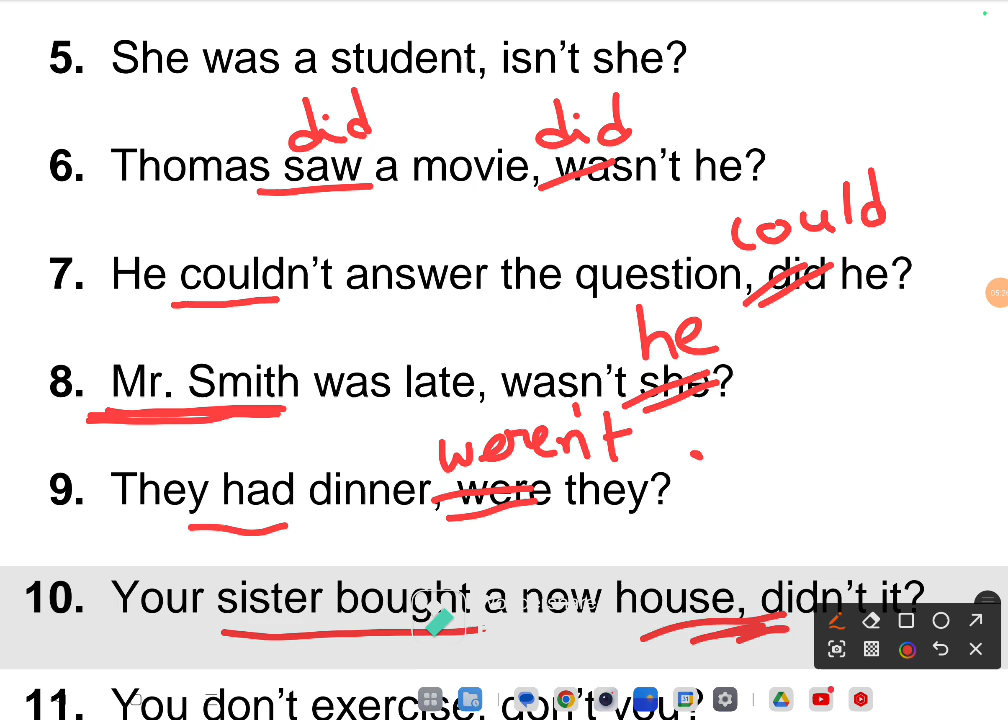 5. She was a student, isn't she?
did did
6. Thomas saw a movie, wasn't he?
could
7. He couldn't answer the question, did he?
he
8. Mr. Smith was late, wasn't she?
weren't
9. They had dinner, were they?
10. Your sister bought a new house, didn't it?
11. You don't exercise, don't you?